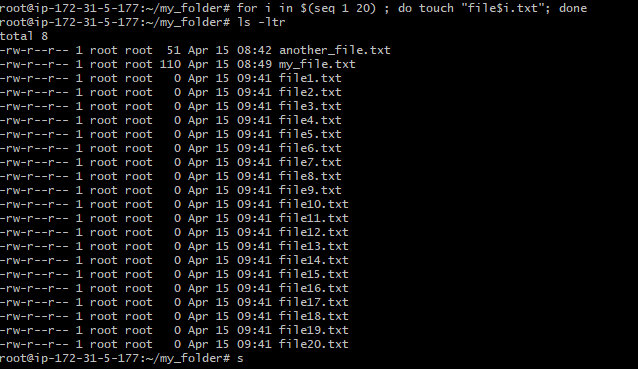 root@ip-172-31-5-177:~/my_folder# for i in $(seq 1 20) ; do touch "file$i.txt"; done
root@ip-172-31-5-177:~/my_folder# ls -ltr
total 8
-rw-r--r-- 1 root root  51 Apr 15 08:42 another_file.txt
-rw-r--r-- 1 root root 110 Apr 15 08:49 my_file.txt
-rw-r--r-- 1 root root   0 Apr 15 09:41 file1.txt
-rw-r--r-- 1 root root   0 Apr 15 09:41 file2.txt
-rw-r--r-- 1 root root   0 Apr 15 09:41 file3.txt
-rw-r--r-- 1 root root   0 Apr 15 09:41 file4.txt
-rw-r--r-- 1 root root   0 Apr 15 09:41 file5.txt
-rw-r--r-- 1 root root   0 Apr 15 09:41 file6.txt
-rw-r--r-- 1 root root   0 Apr 15 09:41 file7.txt
-rw-r--r-- 1 root root   0 Apr 15 09:41 file8.txt
-rw-r--r-- 1 root root   0 Apr 15 09:41 file9.txt
-rw-r--r-- 1 root root   0 Apr 15 09:41 file10.txt
-rw-r--r-- 1 root root   0 Apr 15 09:41 file11.txt
-rw-r--r-- 1 root root   0 Apr 15 09:41 file12.txt
-rw-r--r-- 1 root root   0 Apr 15 09:41 file13.txt
-rw-r--r-- 1 root root   0 Apr 15 09:41 file14.txt
-rw-r--r-- 1 root root   0 Apr 15 09:41 file15.txt
-rw-r--r-- 1 root root   0 Apr 15 09:41 file16.txt
-rw-r--r-- 1 root root   0 Apr 15 09:41 file17.txt
-rw-r--r-- 1 root root   0 Apr 15 09:41 file18.txt
-rw-r--r-- 1 root root   0 Apr 15 09:41 file19.txt
-rw-r--r-- 1 root root   0 Apr 15 09:41 file20.txt
root@ip-172-31-5-177:~/my_folder# s